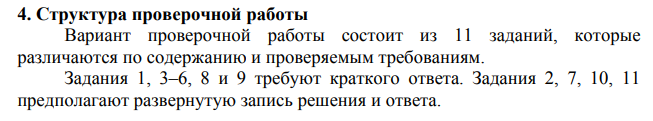 4. Структура проверочной работы
Вариант проверочной работы состоит из 11 заданий, которые
различаются по содержанию и проверяемым требованиям.
Задания 1, 3–6, 8 и 9 требуют краткого ответа. Задания 2, 7, 10, 11
предполагают развернутую запись решения и ответа.